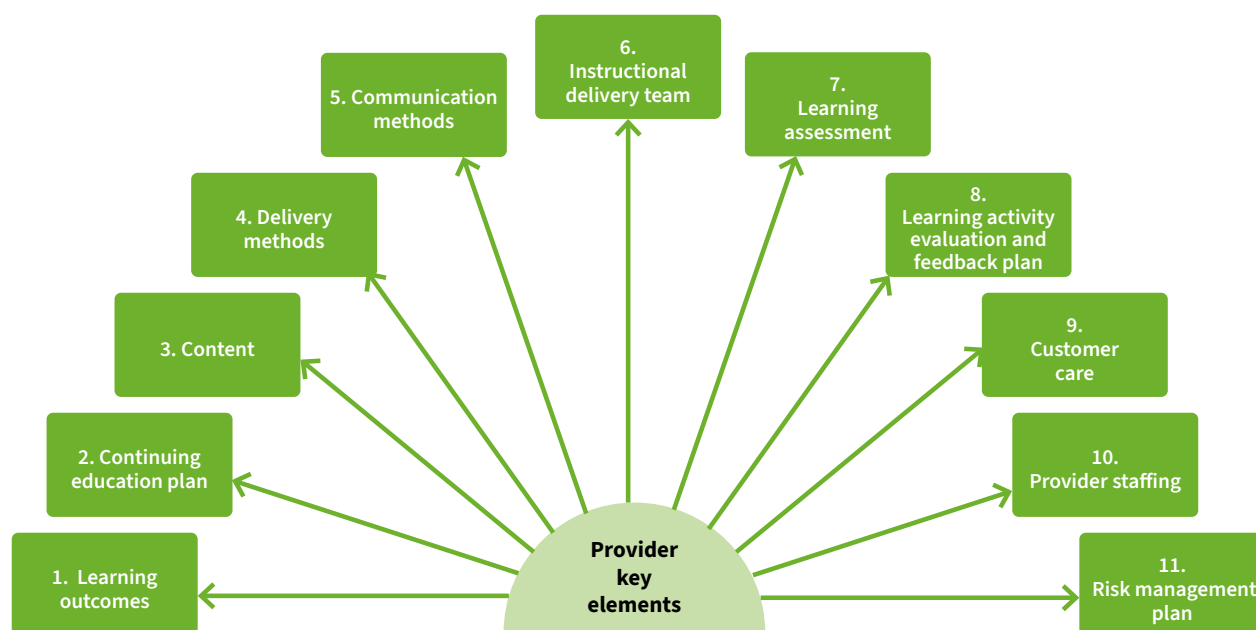 1. Learning
outcomes
2. Continuing
education plan
3. Content
4. Delivery
methods
5. Communication
methods
6.
Instructional
delivery team
7.
Learning
assessment
8.
Learning activity
evaluation and
feedback plan
9.
Customer
care
10.
Provider staffing
11.
Risk management
plan
Provider
key
elements